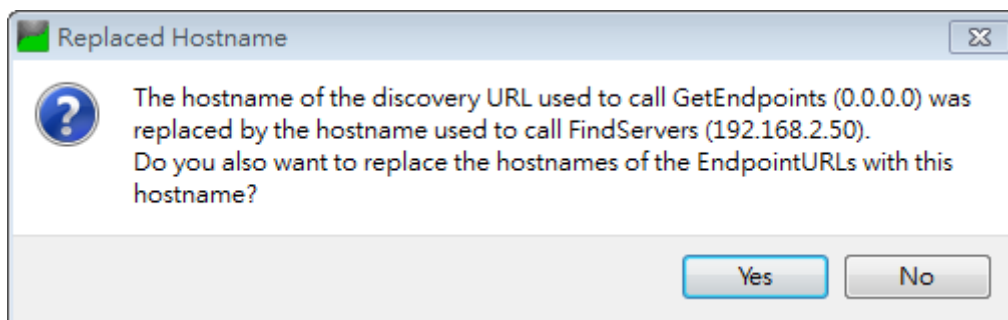 Replaced Hostname
The hostname of the discovery URL used to call GetEndpoints (0.0.0.0) was
replaced by the hostname used to call FindServers (192.168.2.50).
Do you also want to replace the hostnames of the EndpointURLs with this
hostname?
Yes
No